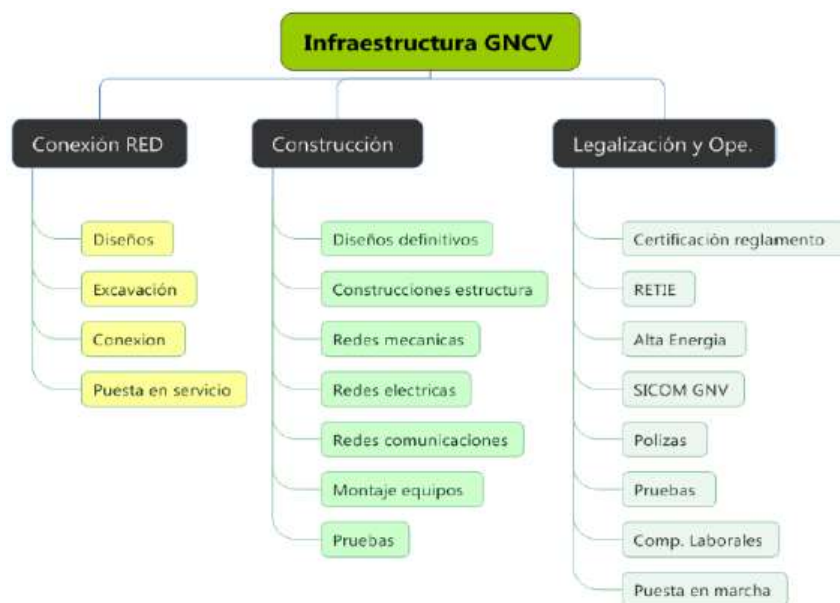 Infraestructura GNCV
Conexión RED
Construcción
Legalización y Ope.
Diseños
Excavación
Conexion
Puesta en servicio
Diseños definitivos
Construcciones estructura
Redes mecanicas
Redes electricas
Redes comunicaciones
Montaje equipos
Pruebas
Certificación reglamento
RETIE
Alta Energia
SICOM GNV
Polizas
Pruebas
Comp. Laborales
Puesta en marcha